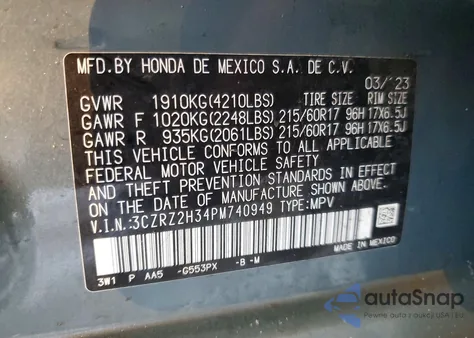 MFD.BY HONDA DE MEXICO S.A. DE C.V.
03/'23
GVWR 1910KG(4210LBS) TIRE SIZE RIM SIZE
GAWR F 1020KG(2248LBS) 215/60R17 96H 17X6.5J
GAWR R 935KG(2061LBS) 215/60R17 96H 17X6.5J
THIS VEHICLE CONFORMS TO ALL APPLICABLE
FEDERAL MOTOR VEHICLE SAFETY
AND THEFT PREVENTION STANDARDS IN EFFECT
ON THE DATE OF MANUFACTURE SHOWN ABOVE.
V.I.N.:3CZRZ2H34PM740949 TYPE:MPV
MADE IN MEXICO
3W1 P AA5 -G553PX -B -M
autoSnap